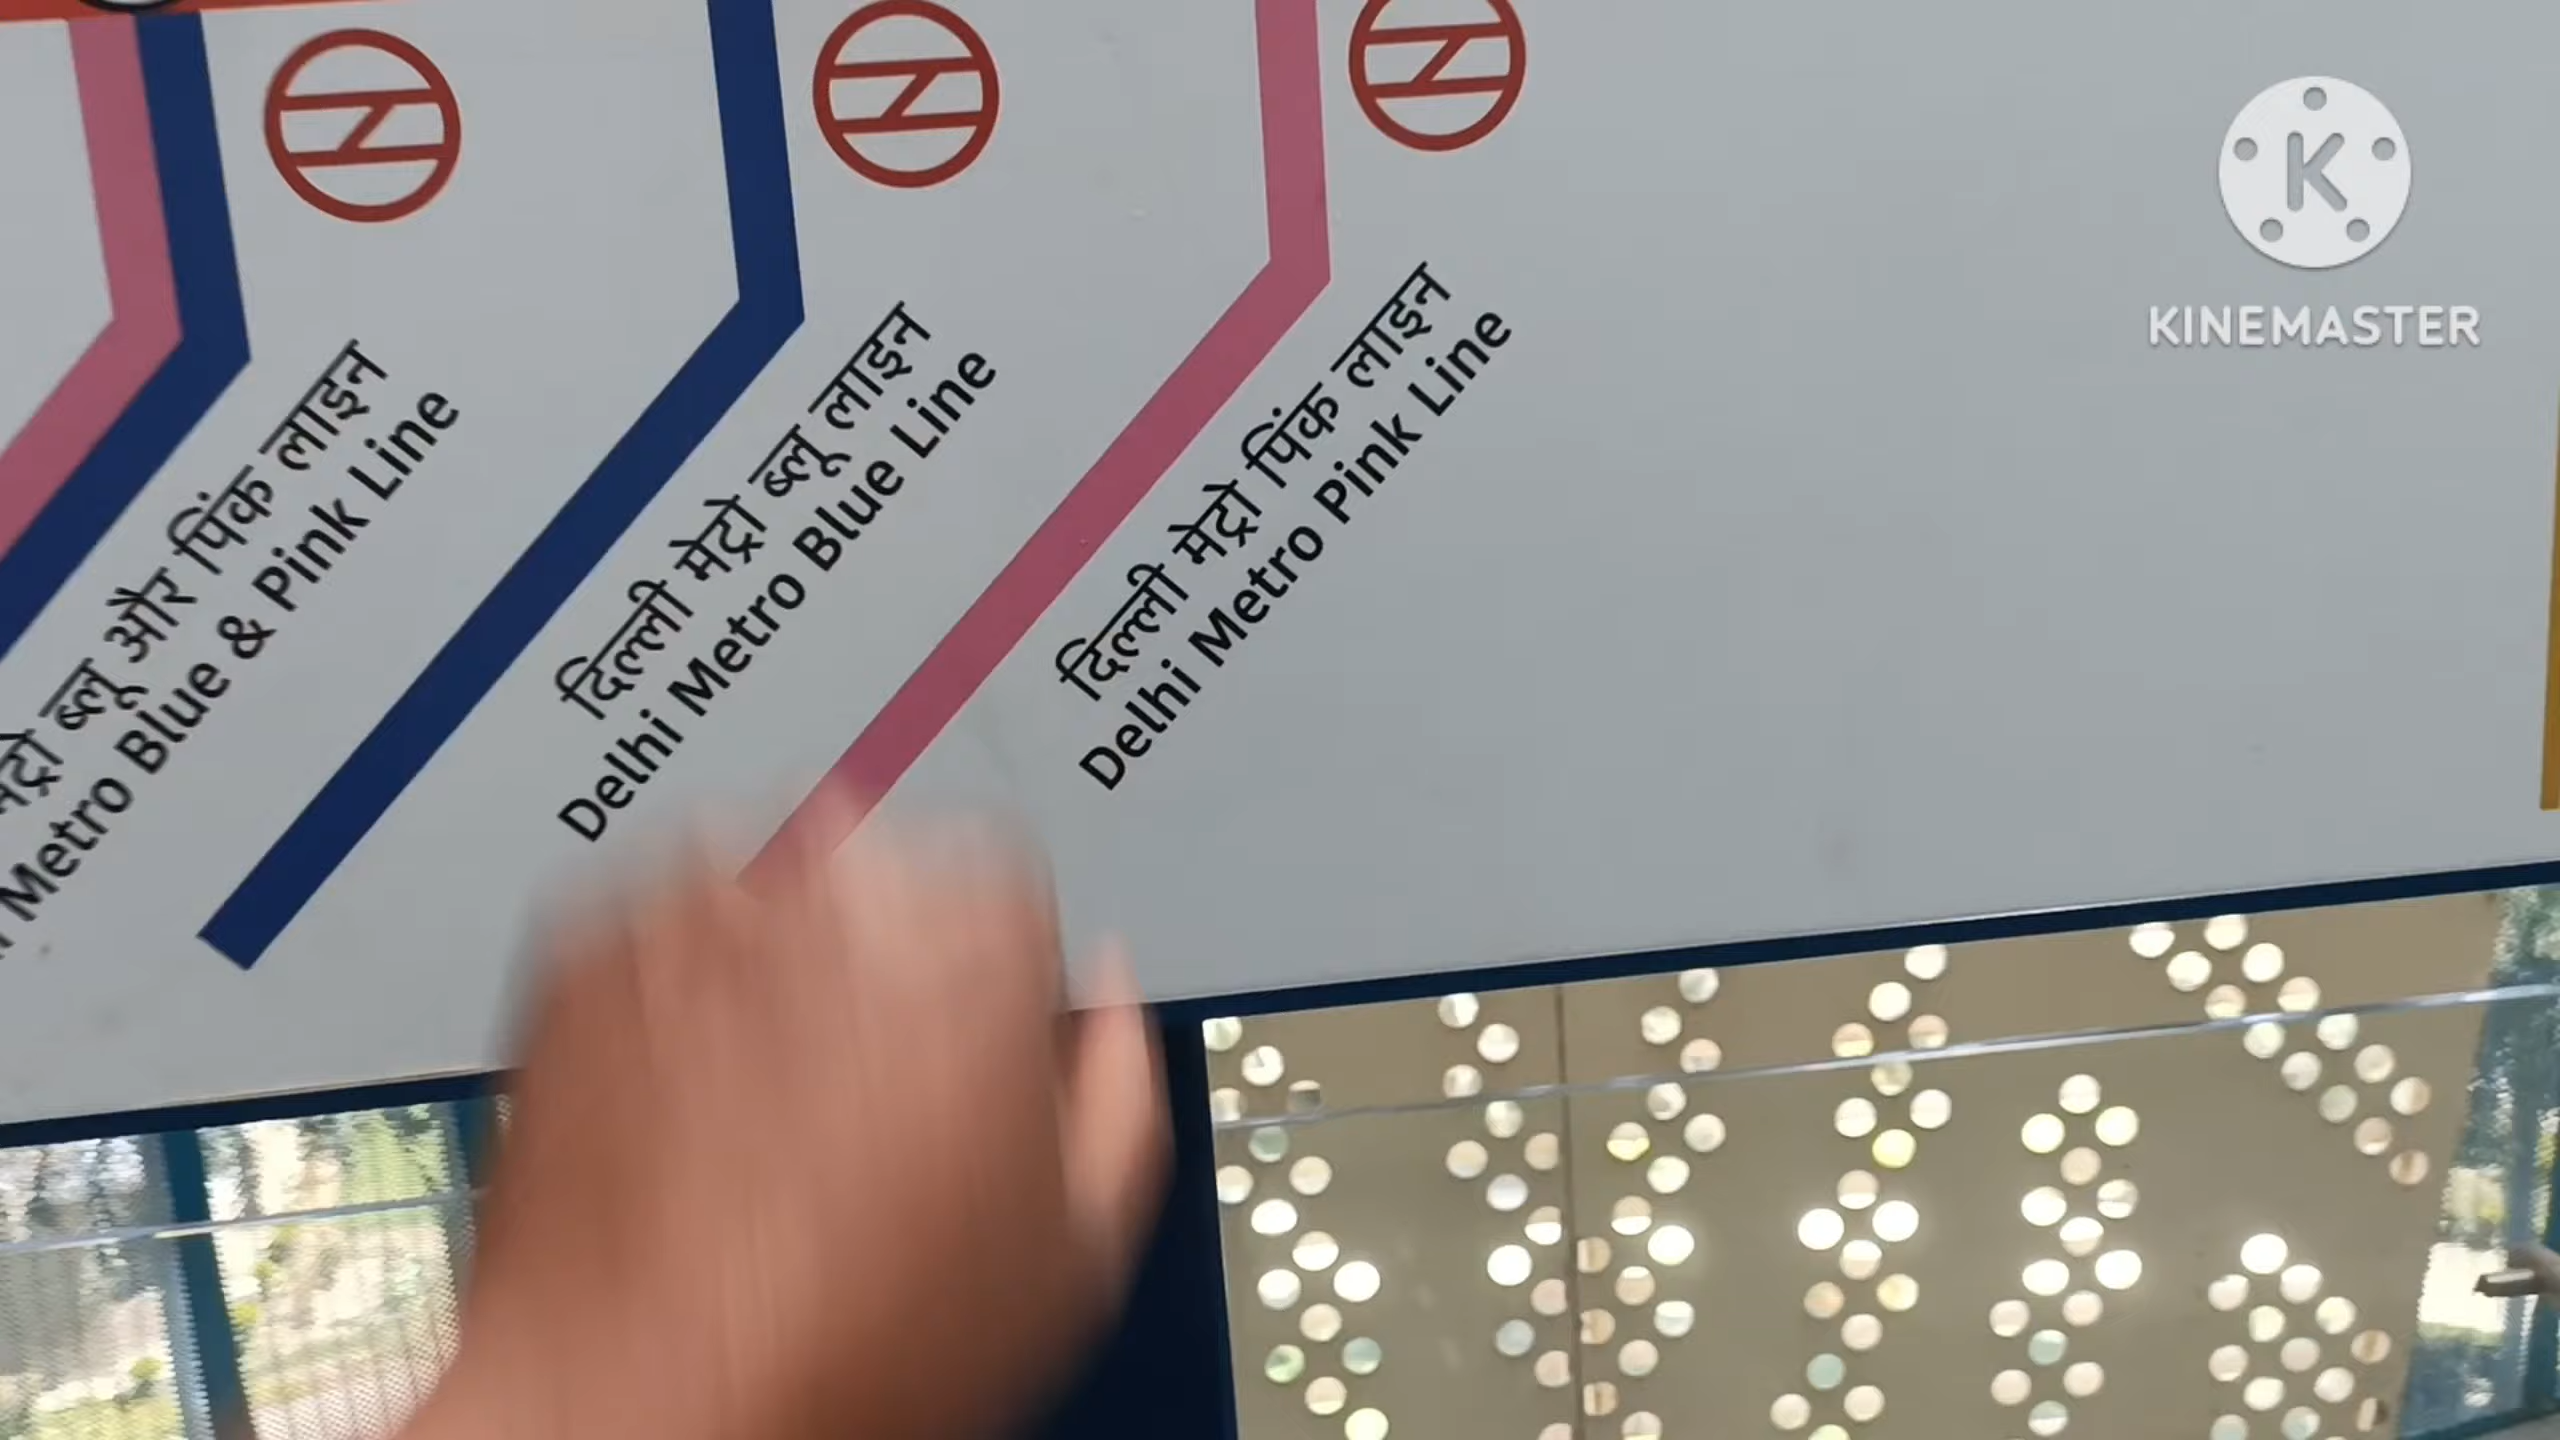 मेट्रो ब्लू और पिंक लाइन
Metro Blue & Pink Line
दिल्ली मेट्रो ब्लू लाइन
Delhi Metro Blue Line
दिल्ली मेट्रो पिंक लाइन
Delhi Metro Pink Line
K
KINEMASTER